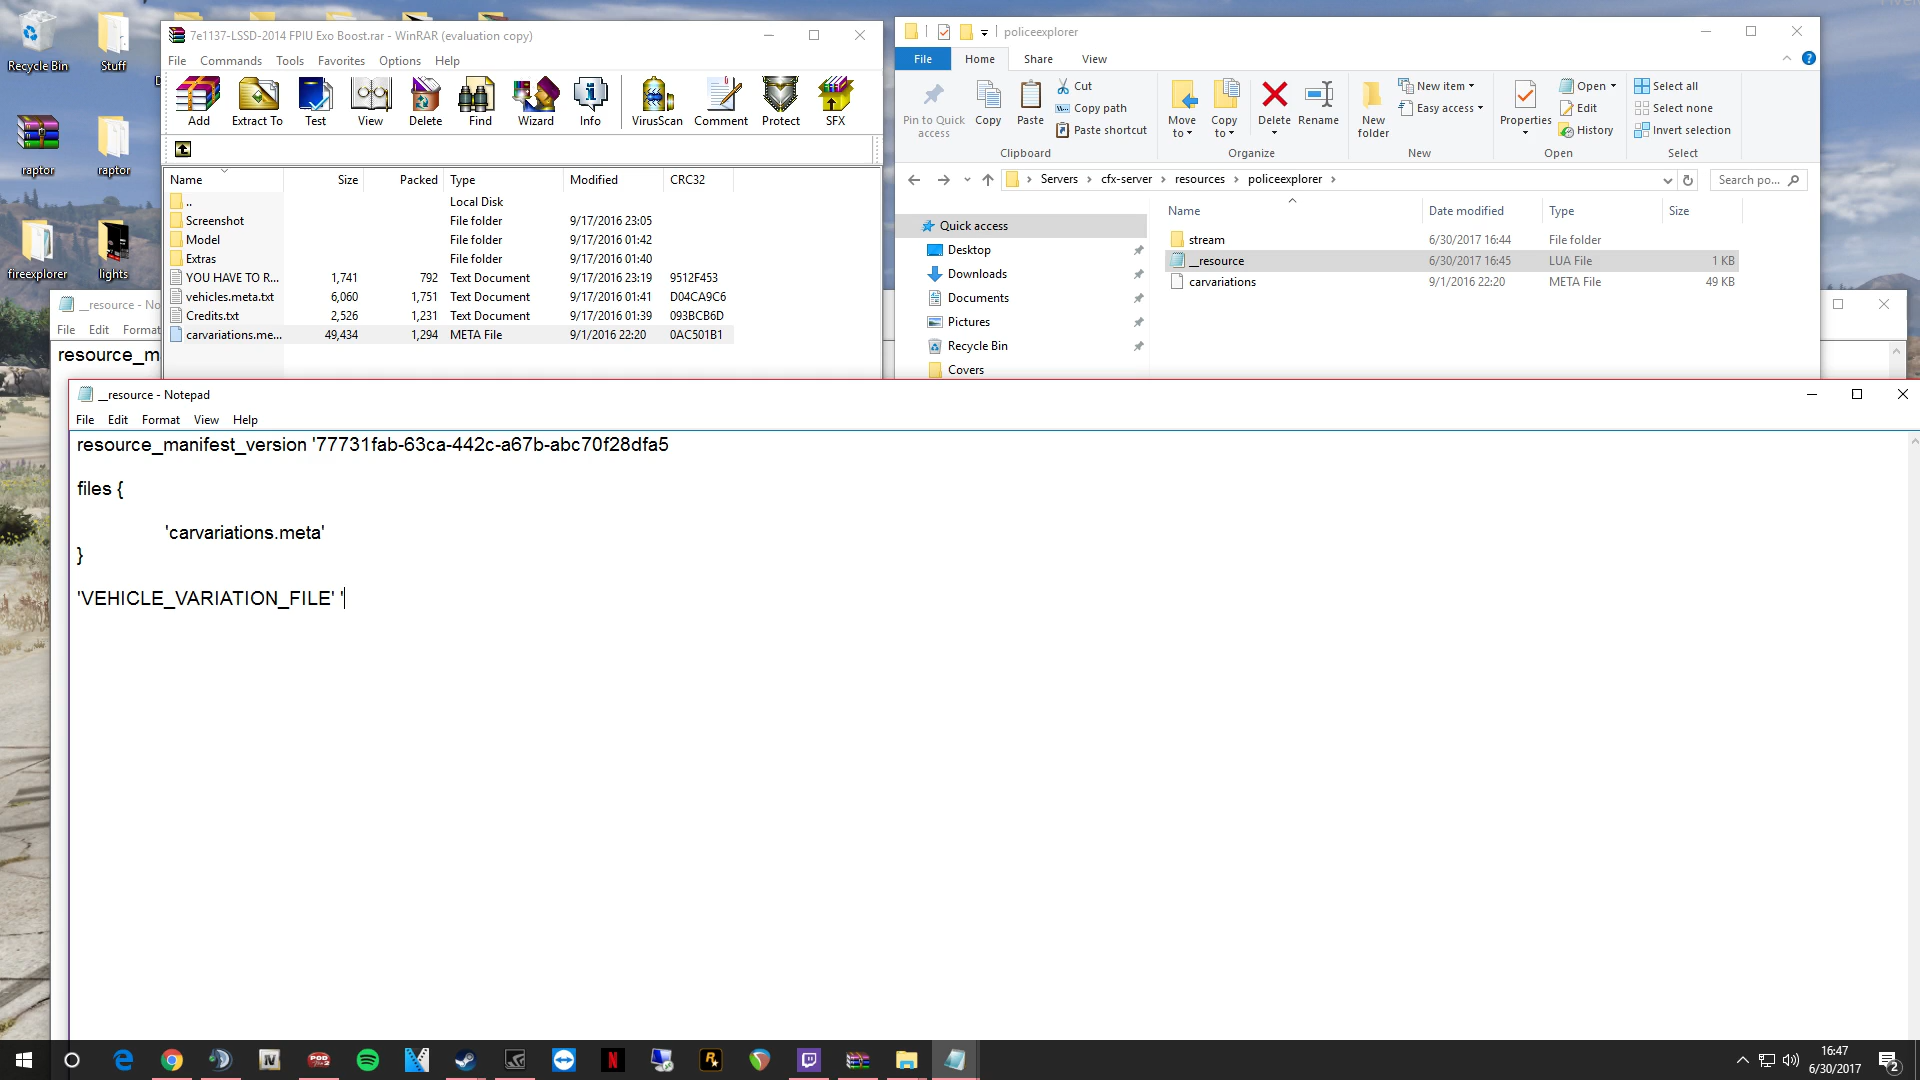 Recycle Bin
Stuff
raptor
raptor
fireexplorer
lights
7e1137-LSSD-2014 FPIU Exo Boost.rar - WinRAR (evaluation copy)
File Commands Tools Favorites Options Help
Add Extract To Test View Delete Find Wizard Info VirusScan Comment Protect SFX
Name Size Packed Type Modified CRC32
.. Local Disk
Screenshot File folder 9/17/2016 23:05
Model File folder 9/17/2016 01:42
Extras File folder 9/17/2016 01:40
YOU HAVE TO R... 1,741 792 Text Document 9/17/2016 23:19 9512F453
vehicles.meta.txt 6,060 1,751 Text Document 9/17/2016 01:41 D04CA9C6
Credits.txt 2,526 1,231 Text Document 9/17/2016 01:39 093BCB6D
carvariations.me... 49,434 1,294 META File 9/1/2016 22:20 0AC501B1
policeexplorer
File Home Share View
Pin to Quick access
Copy
Paste
Cut
Copy path
Paste shortcut
Clipboard
Move to
Copy to
Delete
Rename
Organize
New folder
New item
Easy access
New
Properties
Open
Edit
History
Open
Select all
Select none
Invert selection
Select
Servers cfx-server resources policeexplorer
Search po...
Quick access
Desktop
Downloads
Documents
Pictures
Recycle Bin
Covers
Name Date modified Type Size
stream 6/30/2017 16:44 File folder
__resource 6/30/2017 16:45 LUA File 1 KB
carvariations 9/1/2016 22:20 META File 49 KB
__resource - No
File Edit Format
resource_m
__resource - Notepad
File Edit Format View Help
resource_manifest_version '77731fab-63ca-442c-a67b-abc70f28dfa5
files {
'carvariations.meta'
}
'VEHICLE_VARIATION_FILE' '
16:47
6/30/2017
2